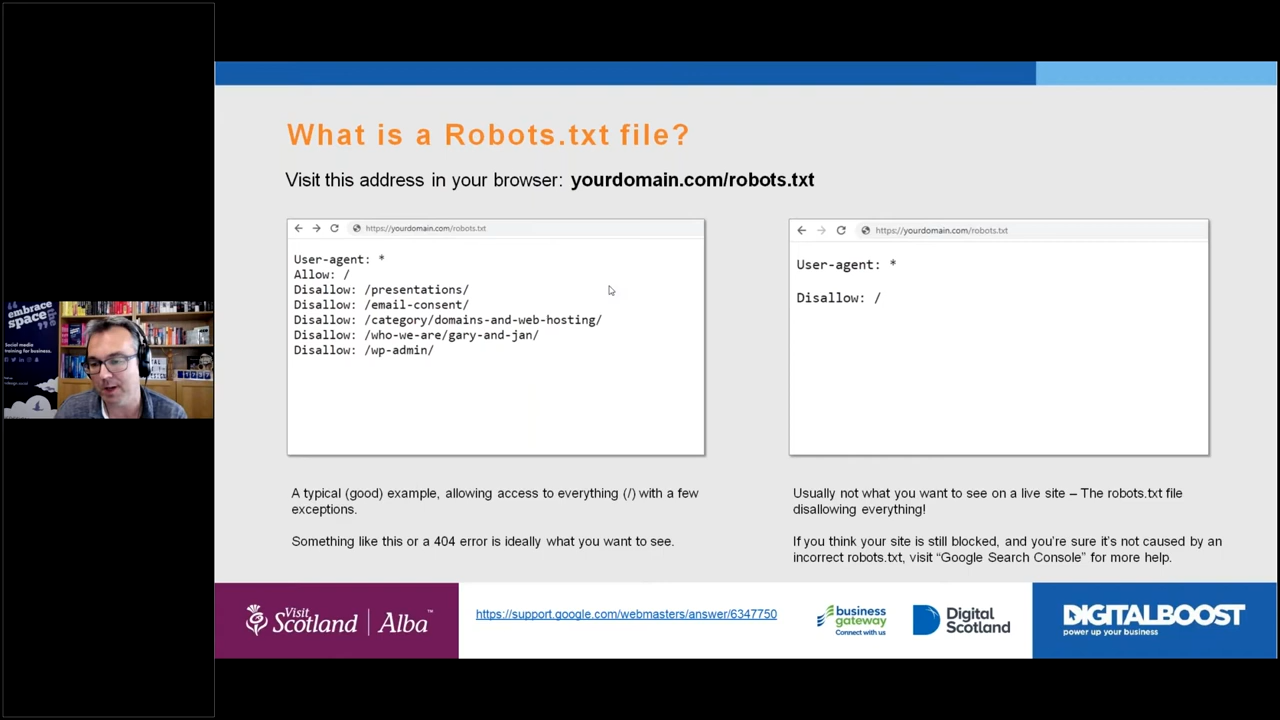 What is a Robots.txt file?
Visit this address in your browser: yourdomain.com/robots.txt
https://yourdomain.com/robots.txt
User-agent: *
Allow: /
Disallow: /presentations/
Disallow: /email-consent/
Disallow: /category/domains-and-web-hosting/
Disallow: /who-we-are/gary-and-jan/
Disallow: /wp-admin/
https://yourdomain.com/robots.txt
User-agent: *
Disallow: /
A typical (good) example, allowing access to everything (/) with a few
exceptions.
Something like this or a 404 error is ideally what you want to see.
Usually not what you want to see on a live site – The robots.txt file
disallowing everything!
If you think your site is still blocked, and you're sure it's not caused by an
incorrect robots.txt, visit “Google Search Console” for more help.
embrace
the
space
Social media
training for business.
Visit
Scotland | Alba™
https://support.google.com/webmasters/answer/6347750
business
gateway
Connect with us
Digital
Scotland
DIGITALBOOST
power up your business